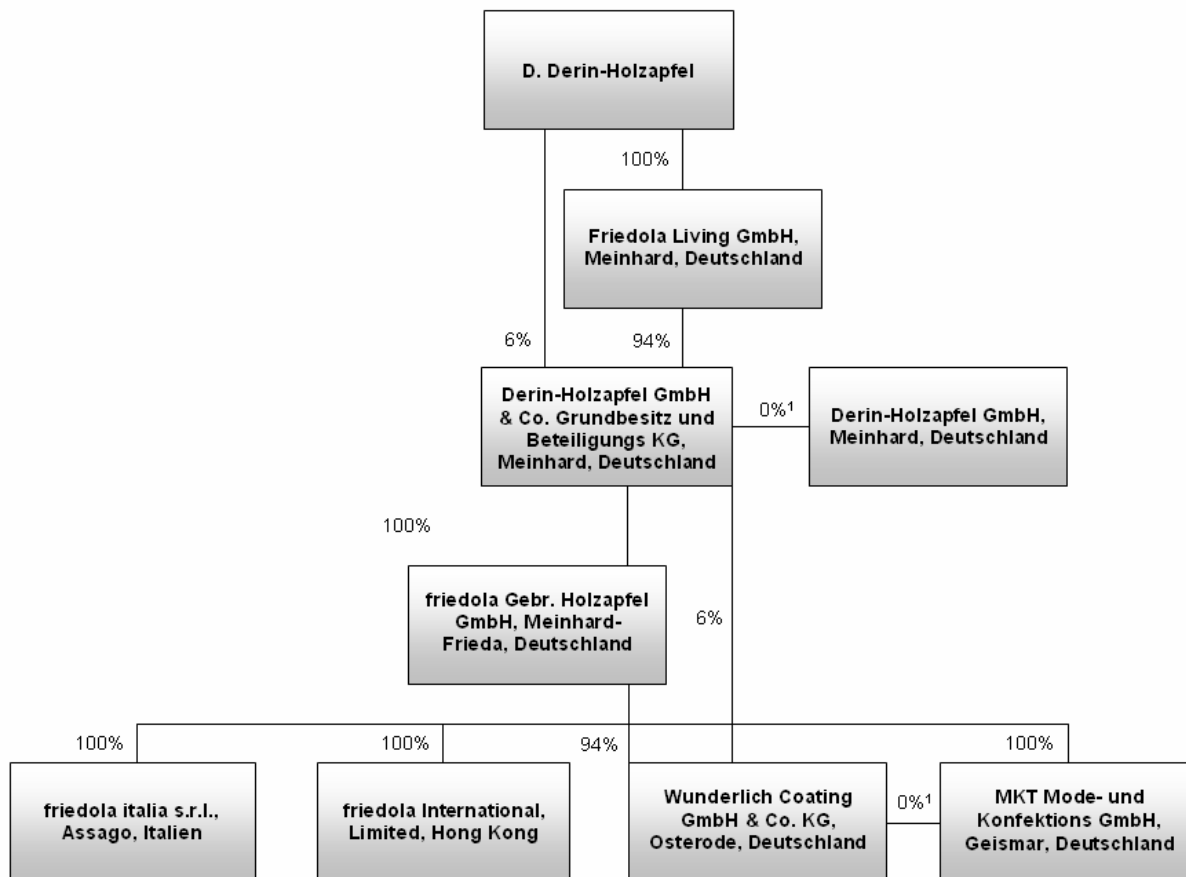 D. Derin-Holzapfel
100%
Friedola Living GmbH,
Meinhard, Deutschland
6%
94%
Derin-Holzapfel GmbH
& Co. Grundbesitz und
Beteiligungs KG,
Meinhard, Deutschland
0%¹
Derin-Holzapfel GmbH,
Meinhard, Deutschland
100%
friedola Gebr. Holzapfel
GmbH, Meinhard-
Frieda, Deutschland
6%
100%
100%
94%
100%
friedola italia s.r.l.,
Assago, Italien
friedola International,
Limited, Hong Kong
Wunderlich Coating
GmbH & Co. KG,
Osterode, Deutschland
0%¹
MKT Mode- und
Konfektions GmbH,
Geismar, Deutschland